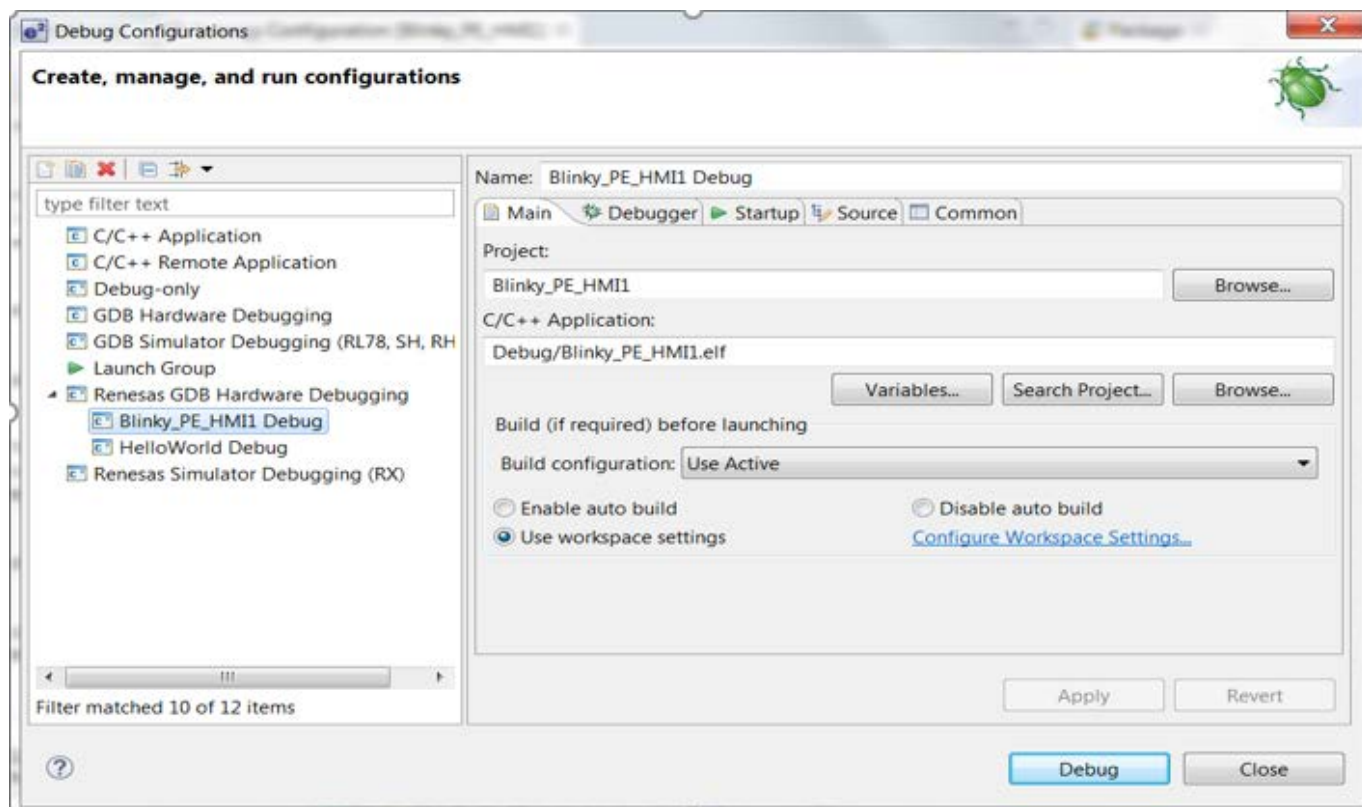 Debug Configurations
Create, manage, and run configurations
type filter text
C/C++ Application
C/C++ Remote Application
Debug-only
GDB Hardware Debugging
GDB Simulator Debugging (RL78, SH, RH
Launch Group
Renesas GDB Hardware Debugging
Blinky_PE_HMI1 Debug
HelloWorld Debug
Renesas Simulator Debugging (RX)
Filter matched 10 of 12 items
Name: Blinky_PE_HMI1 Debug
Main Debugger Startup Source Common
Project:
Blinky_PE_HMI1 Browse...
C/C++ Application:
Debug/Blinky_PE_HMI1.elf
Variables... Search Project... Browse...
Build (if required) before launching
Build configuration: Use Active
Enable auto build Disable auto build
Use workspace settings Configure Workspace Settings...
Apply Revert
Debug Close